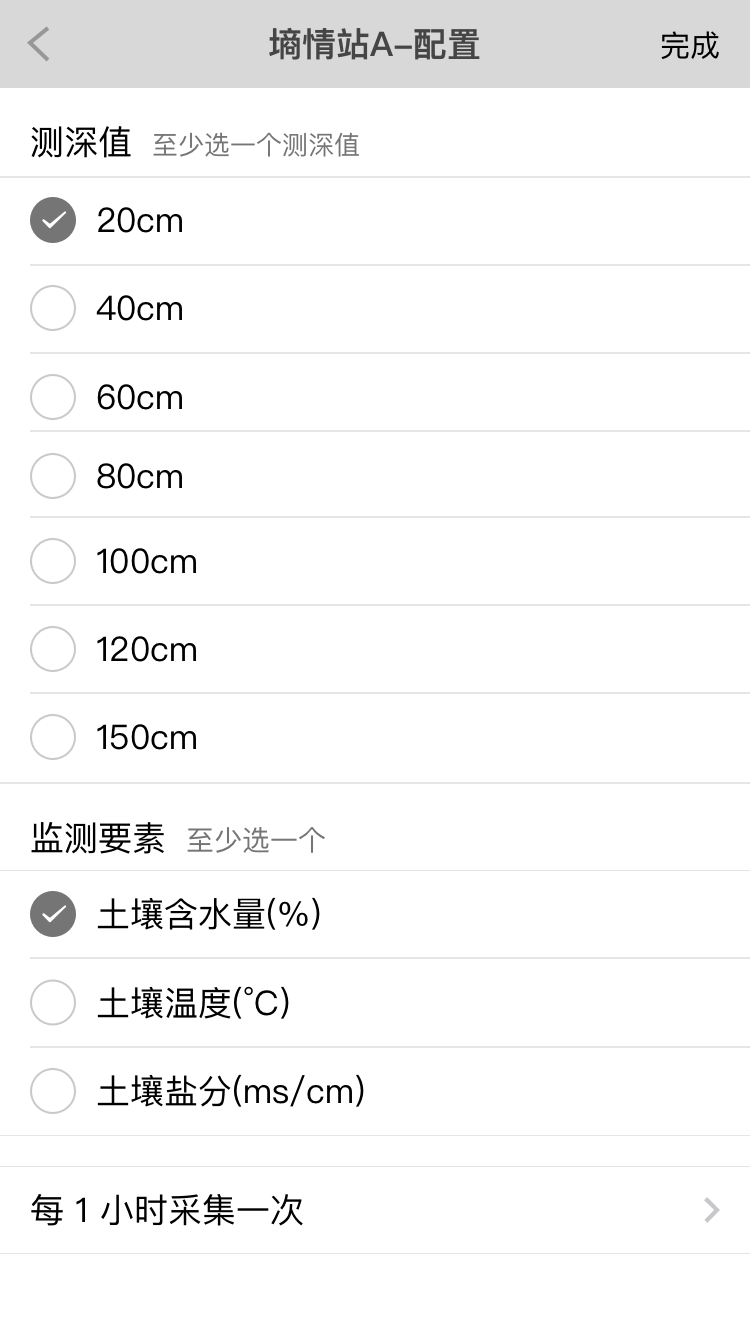 墒情站A–配置
完成
测深值 至少选一个测深值
20cm
40cm
60cm
80cm
100cm
120cm
150cm
监测要素 至少选一个
土壤含水量(%)
土壤温度(°C)
土壤盐分(ms/cm)
每 1 小时采集一次